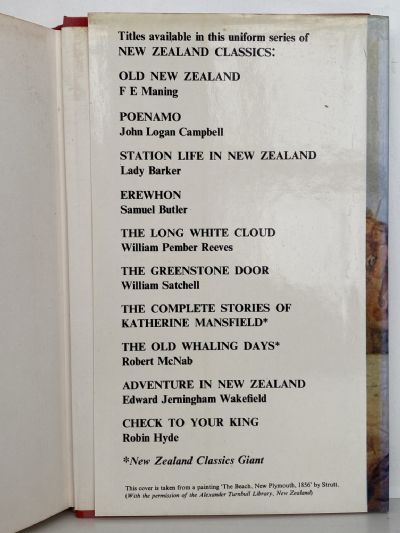 Titles available in this uniform series of
NEW ZEALAND CLASSICS:
OLD NEW ZEALAND
F E Maning
POENAMO
John Logan Campbell
STATION LIFE IN NEW ZEALAND
Lady Barker
EREWHON
Samuel Butler
THE LONG WHITE CLOUD
William Pember Reeves
THE GREENSTONE DOOR
William Satchell
THE COMPLETE STORIES OF
KATHERINE MANSFIELD*
THE OLD WHALING DAYS*
Robert McNab
ADVENTURE IN NEW ZEALAND
Edward Jerningham Wakefield
CHECK TO YOUR KING
Robin Hyde
*New Zealand Classics Giant
This cover is taken from a painting 'The Beach, New Plymouth, 1856' by Strutt.
(With the permission of the Alexander Turnbull Library, New Zealand)